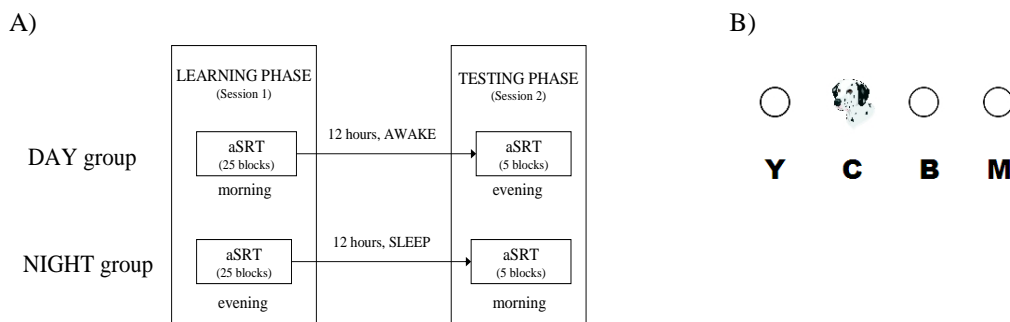 A)
B)
LEARNING PHASE
(Session 1)
TESTING PHASE
(Session 2)
DAY group
aSRT
(25 blocks)
morning
12 hours, AWAKE
aSRT
(5 blocks)
evening
NIGHT group
aSRT
(25 blocks)
evening
12 hours, SLEEP
aSRT
(5 blocks)
morning
Y C B M